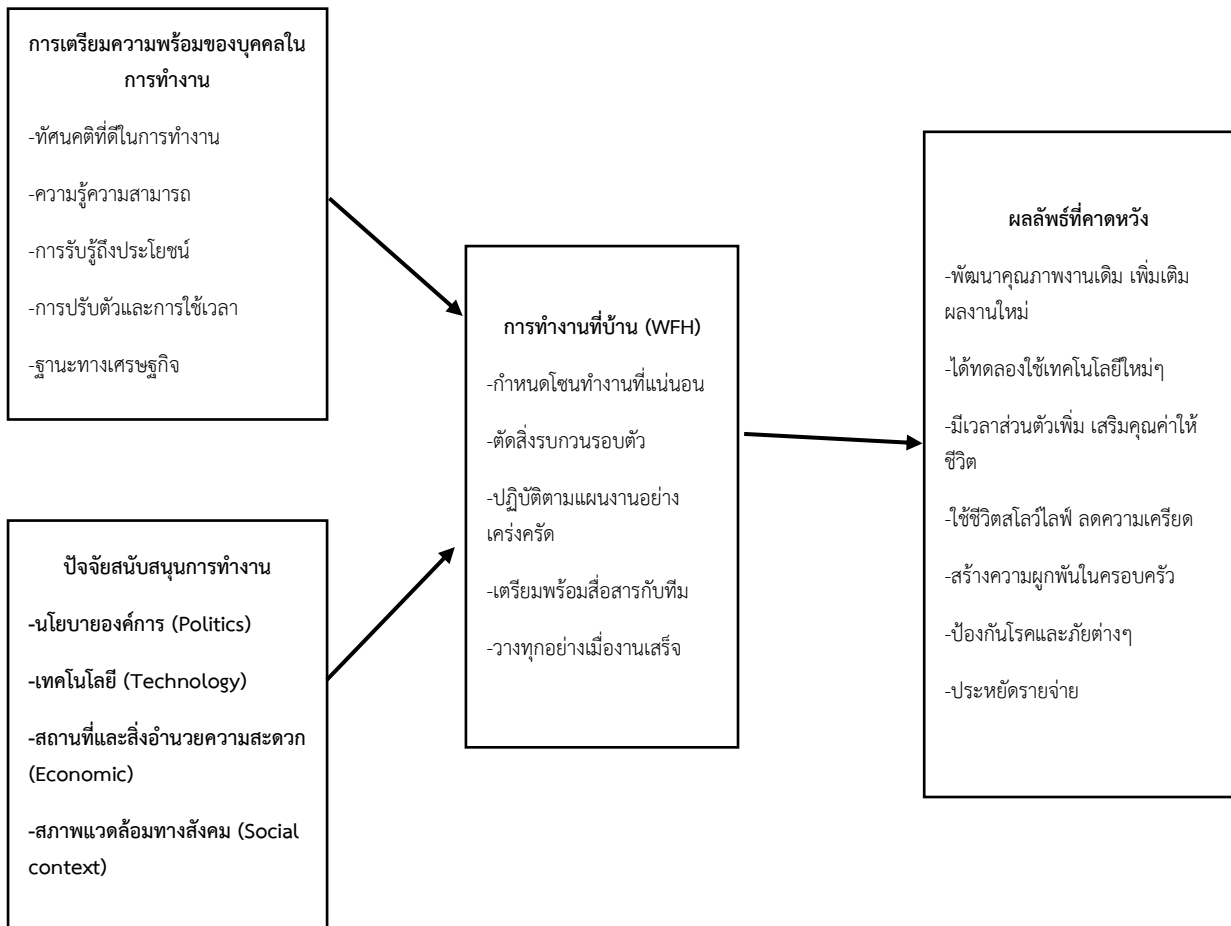 การเตรียมความพร้อมของบุคคลใน
การทำงาน
-ทัศนคติที่ดีในการทำงาน
-ความรู้ความสามารถ
-การรับรู้ถึงประโยชน์
-การปรับตัวและการใช้เวลา
-ฐานะทางเศรษฐกิจ
ปัจจัยสนับสนุนการทำงาน
-นโยบายองค์การ (Politics)
-เทคโนโลยี (Technology)
-สถานที่และสิ่งอำนวยความสะดวก
(Economic)
-สภาพแวดล้อมทางสังคม (Social
context)
การทำงานที่บ้าน (WFH)
-กำหนดโซนทำงานที่แน่นอน
-ตัดสิ่งรบกวนรอบตัว
-ปฏิบัติตามแผนงานอย่าง
เคร่งครัด
-เตรียมพร้อมสื่อสารกับทีม
-วางทุกอย่างเมื่องานเสร็จ
ผลลัพธ์ที่คาดหวัง
-พัฒนาคุณภาพงานเดิม เพิ่มเติม
ผลงานใหม่
-ได้ทดลองใช้เทคโนโลยีใหม่ๆ
-มีเวลาส่วนตัวเพิ่ม เสริมคุณค่าให้
ชีวิต
-ใช้ชีวิตสโลว์ไลฟ์ ลดความเครียด
-สร้างความผูกพันในครอบครัว
-ป้องกันโรคและภัยต่างๆ
-ประหยัดรายจ่าย